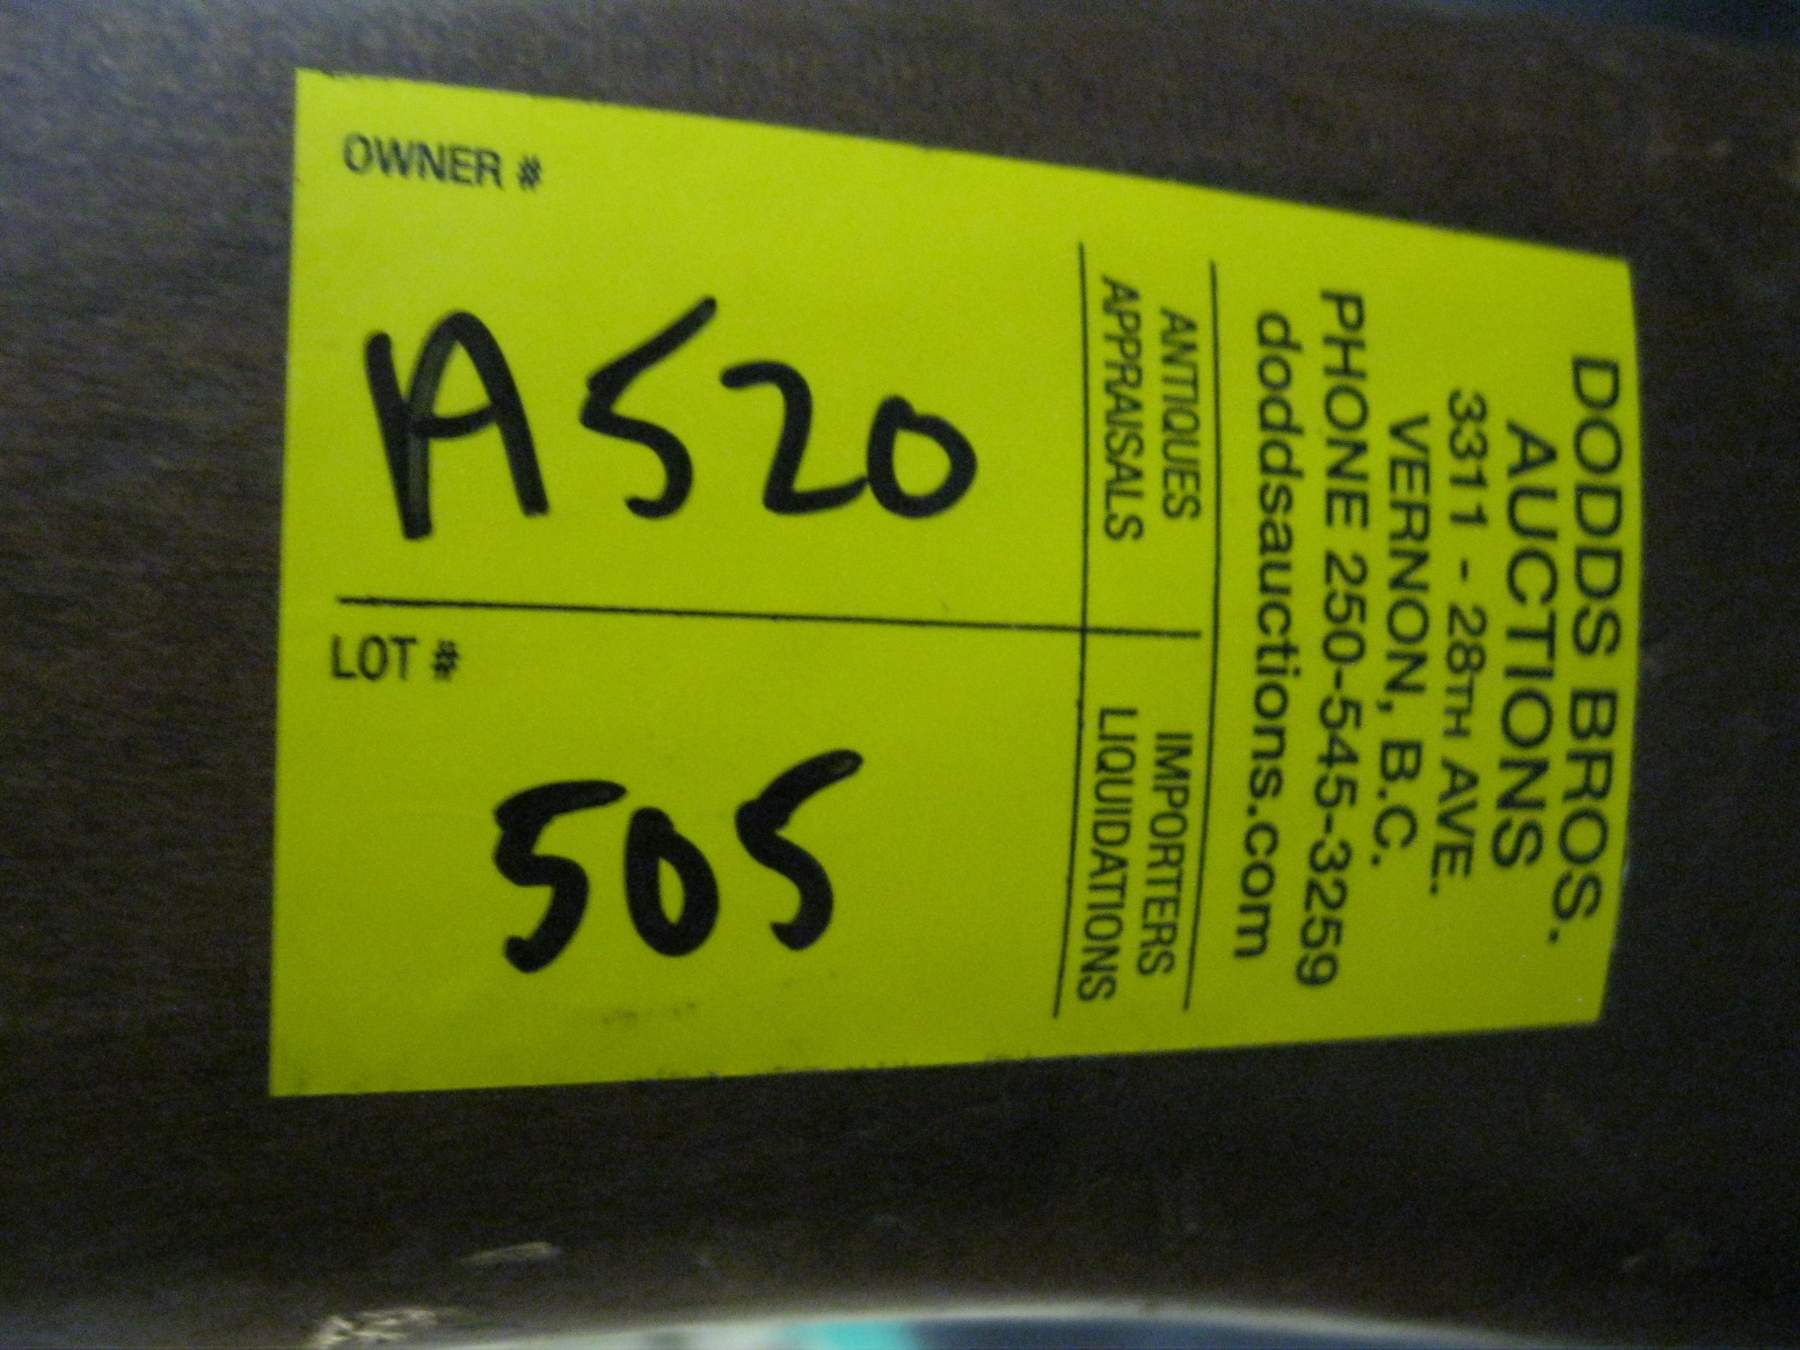 DODDS BROS.
AUCTIONS
3311 - 28TH AVE.
VERNON, B.C.
PHONE 250-545-3259
doddsauctions.com
ANTIQUES
APPRAISALS
IMPORTERS
LIQUIDATIONS
OWNER #
A520
LOT #
505